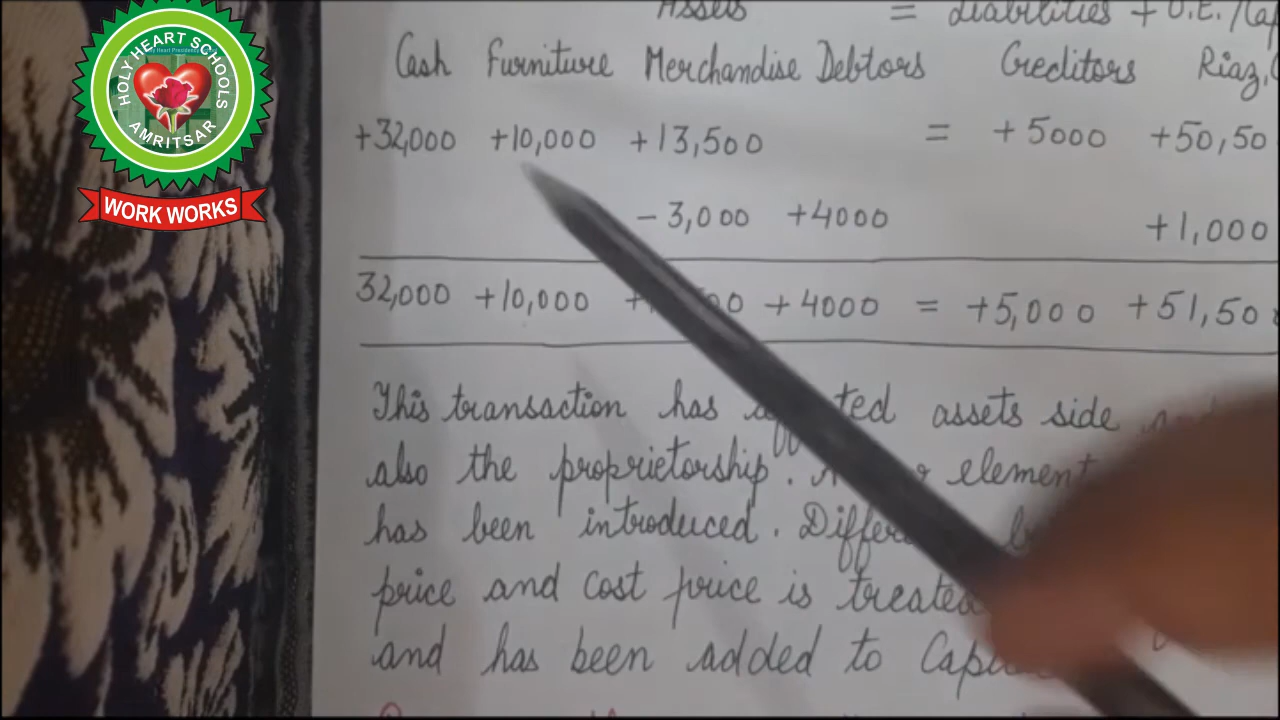 HOLY HEART SCHOOLS
AMRITSAR
WORK WORKS
Assets = Liabilities + O.E./Cap
Cash Furniture Merchandise Debtors Creditors Riaz,
+32,000 +10,000 +13,500 = +5000 +50,50
-3,000 +4000 +1,000
32,000 +10,000 + +4000 = +5,000 +51,50
This transaction has assets side
also the proprietorship. element
has been introduced.
price and cost price is treated
and has been added to